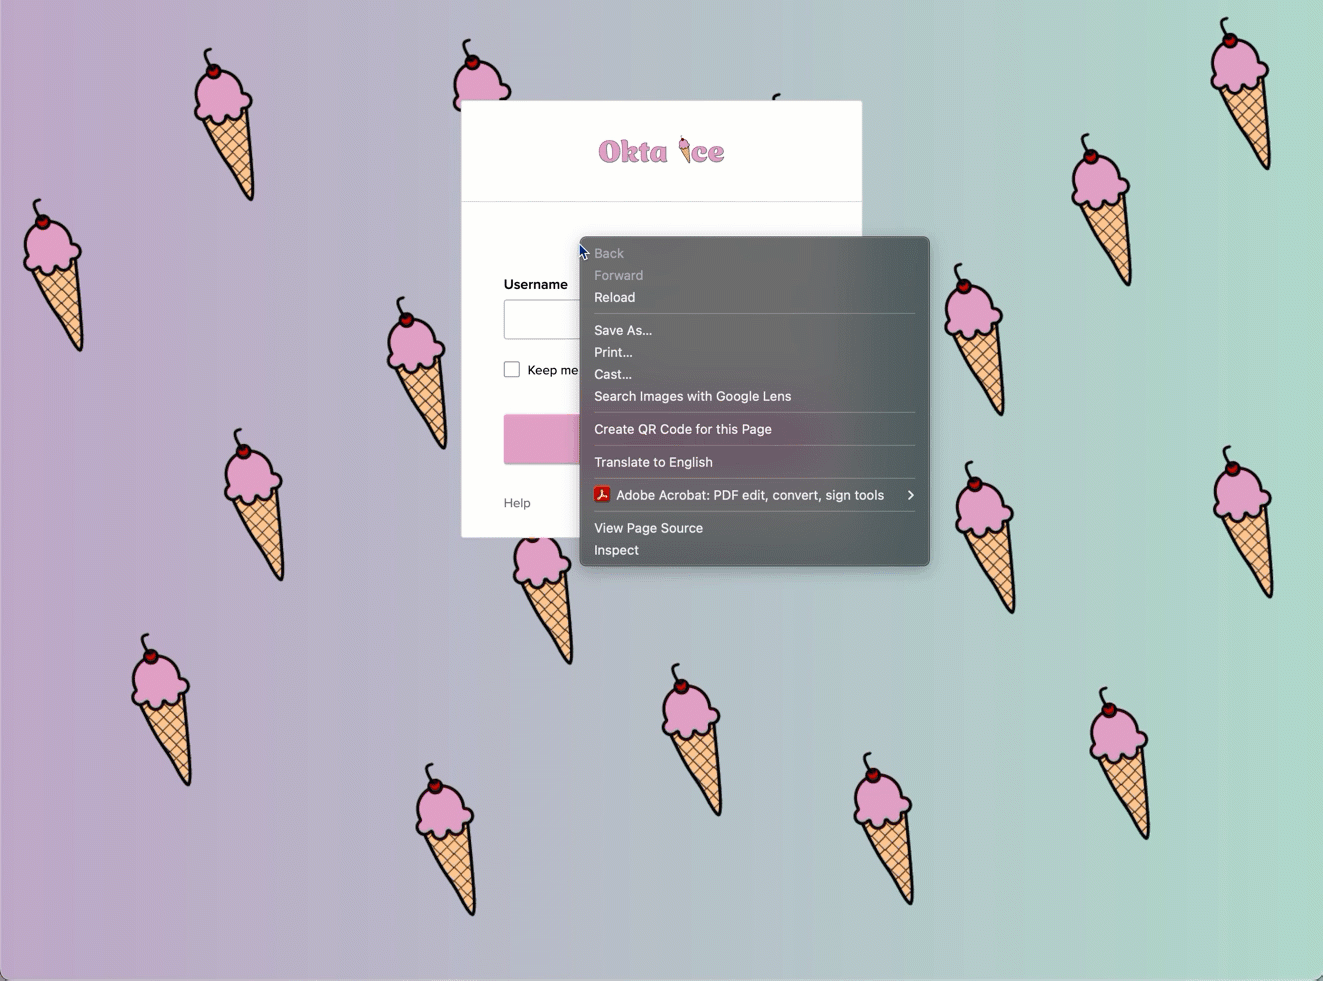 Okta Ice
Back
Forward
Reload
Username
Save As...
Print...
Keep me
Cast...
Search Images with Google Lens
Create QR Code for this Page
Translate to English
Adobe Acrobat: PDF edit, convert, sign tools
Help
View Page Source
Inspect